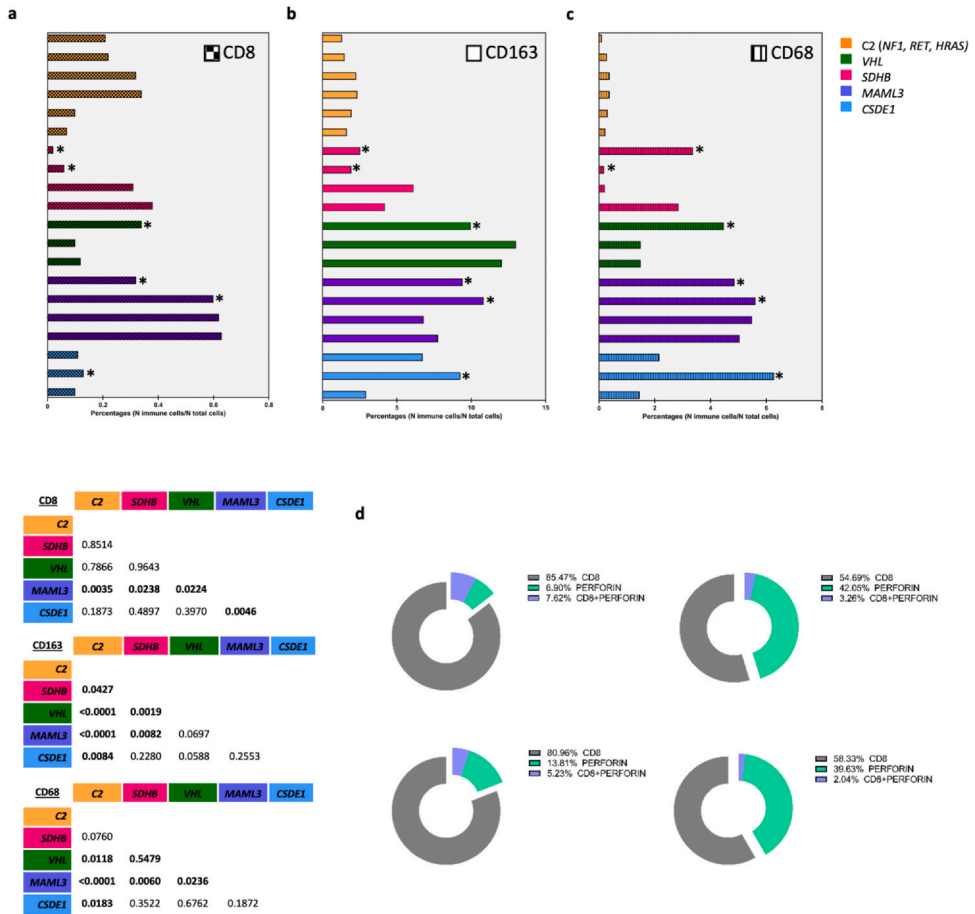 a
b
c
CD8
CD163
CD68
C2 (NF1, RET, HRAS)
VHL
SDHB
MAML3
CSDE1
* * * * * *
* * * * * *
* * * * * *
0 0.2 0.4 0.6 0.8
Percentages (N immune cells/N total cells)
0 5 10 15
Percentages (N immune cells/N total cells)
0 2 4 6 8
Percentages (N immune cells/N total cells)
CD8 C2 SDHB VHL MAML3 CSDE1
C2
SDHB 0.8514
VHL 0.7866 0.9643
MAML3 0.0035 0.0238 0.0224
CSDE1 0.1873 0.4897 0.3970 0.0046
CD163 C2 SDHB VHL MAML3 CSDE1
C2
SDHB 0.0427
VHL <0.0001 0.0019
MAML3 <0.0001 0.0082 0.0697
CSDE1 0.0084 0.2280 0.0588 0.2553
CD68 C2 SDHB VHL MAML3 CSDE1
C2
SDHB 0.0760
VHL 0.0118 0.5479
MAML3 <0.0001 0.0060 0.0236
CSDE1 0.0183 0.3522 0.6762 0.1872
d
85.47% CD8
6.90% PERFORIN
7.62% CD8+PERFORIN
54.69% CD8
42.05% PERFORIN
3.26% CD8+PERFORIN
80.96% CD8
13.81% PERFORIN
5.23% CD8+PERFORIN
58.33% CD8
39.63% PERFORIN
2.04% CD8+PERFORIN